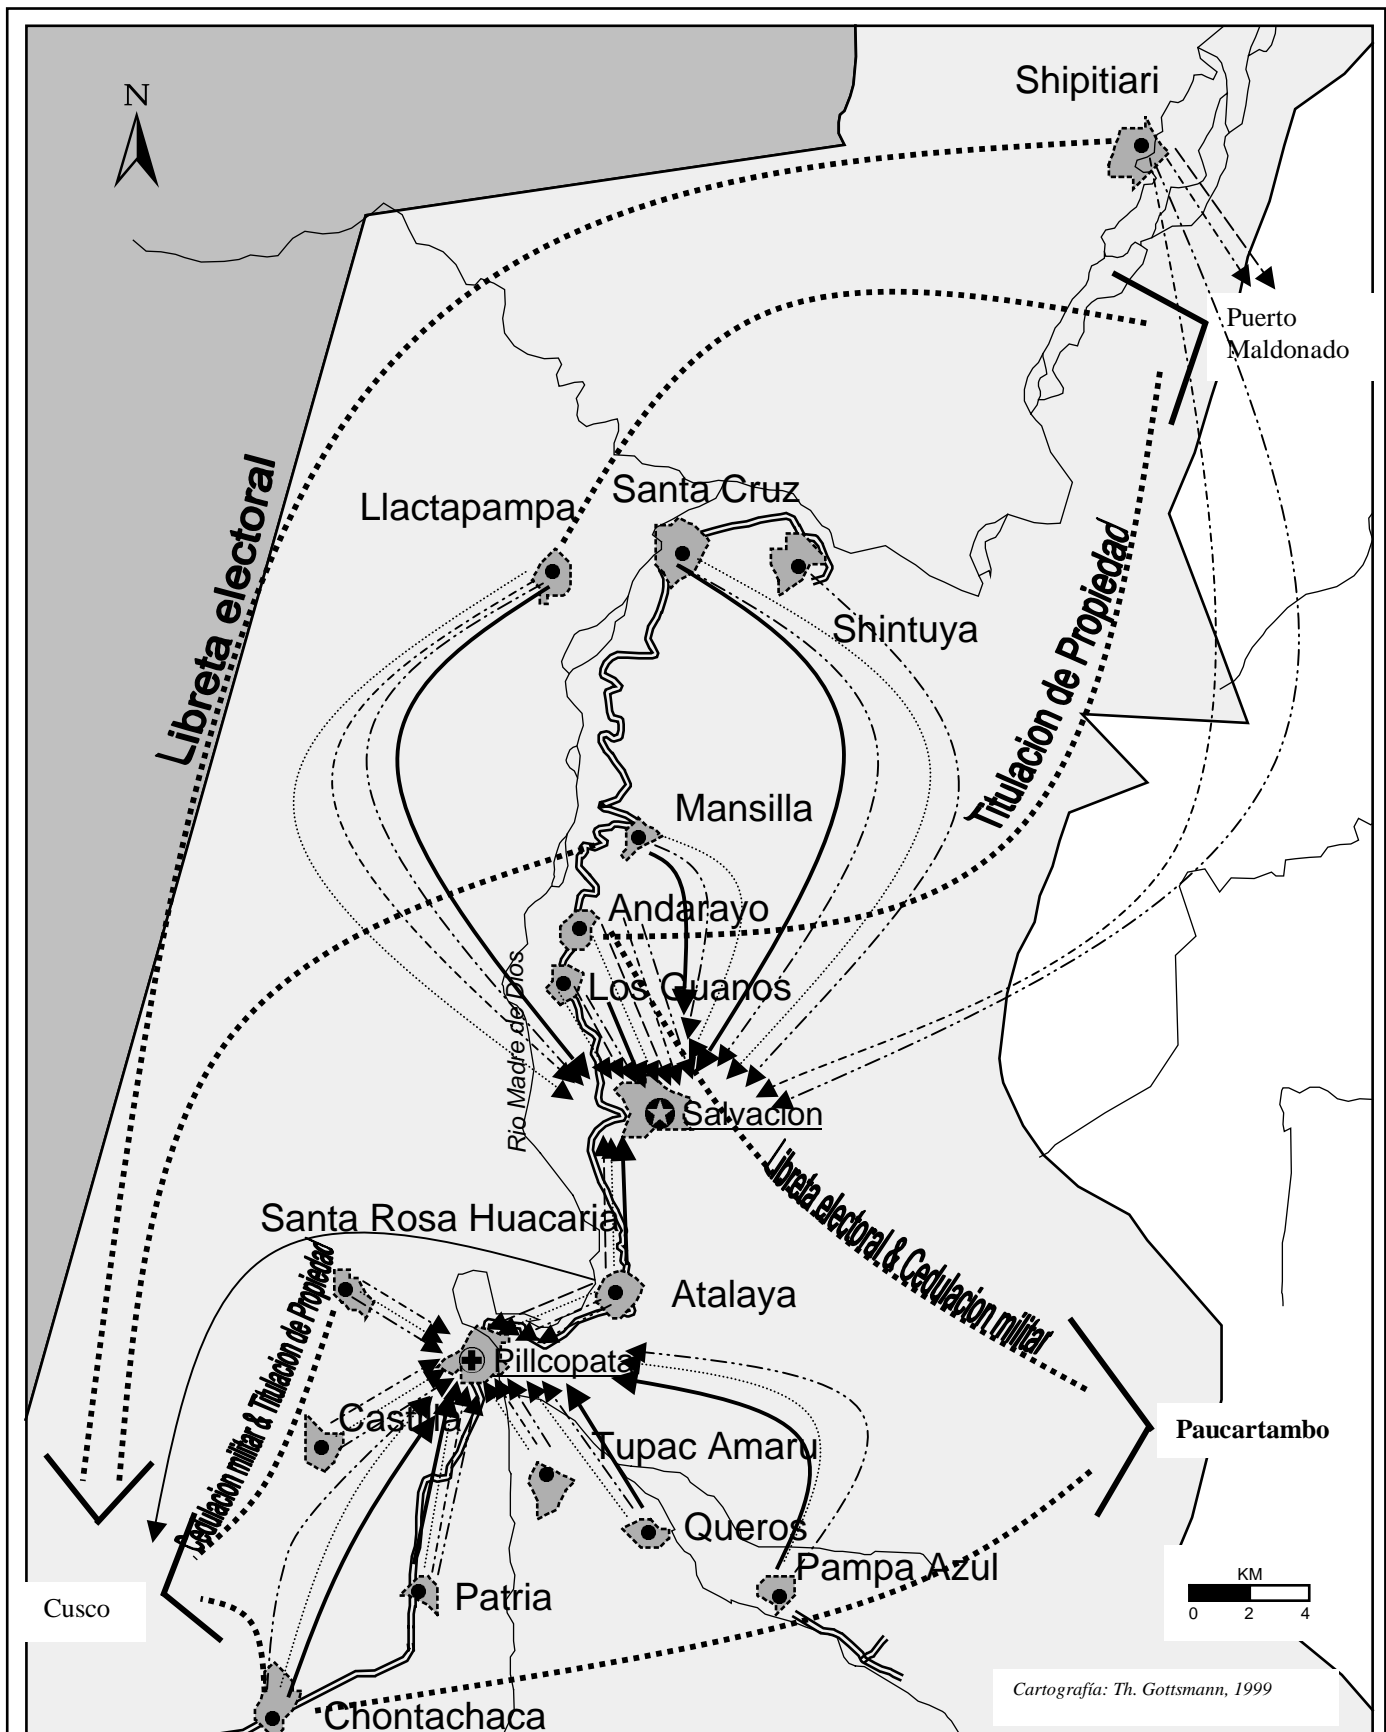 N
Shipitiari
Puerto
Maldonado
Libreta electoral
Llactapampa
Santa Cruz
Shintuya
Titulacion de Propiedad
Mansilla
Andarayo
Los Guanos
Rio Madre de Dios
Salvacion
Libreta electoral & Cedulacion militar
Santa Rosa Huacaria
Atalaya
Cedulacion militar & Titulacion de Propiedad
Pillcopata
Castilla
Tupac Amaru
Paucartambo
Queros
Pampa Azul
Patria
Cusco
KM
0 2 4
Cartografía: Th. Gottsmann, 1999
Chontachaca